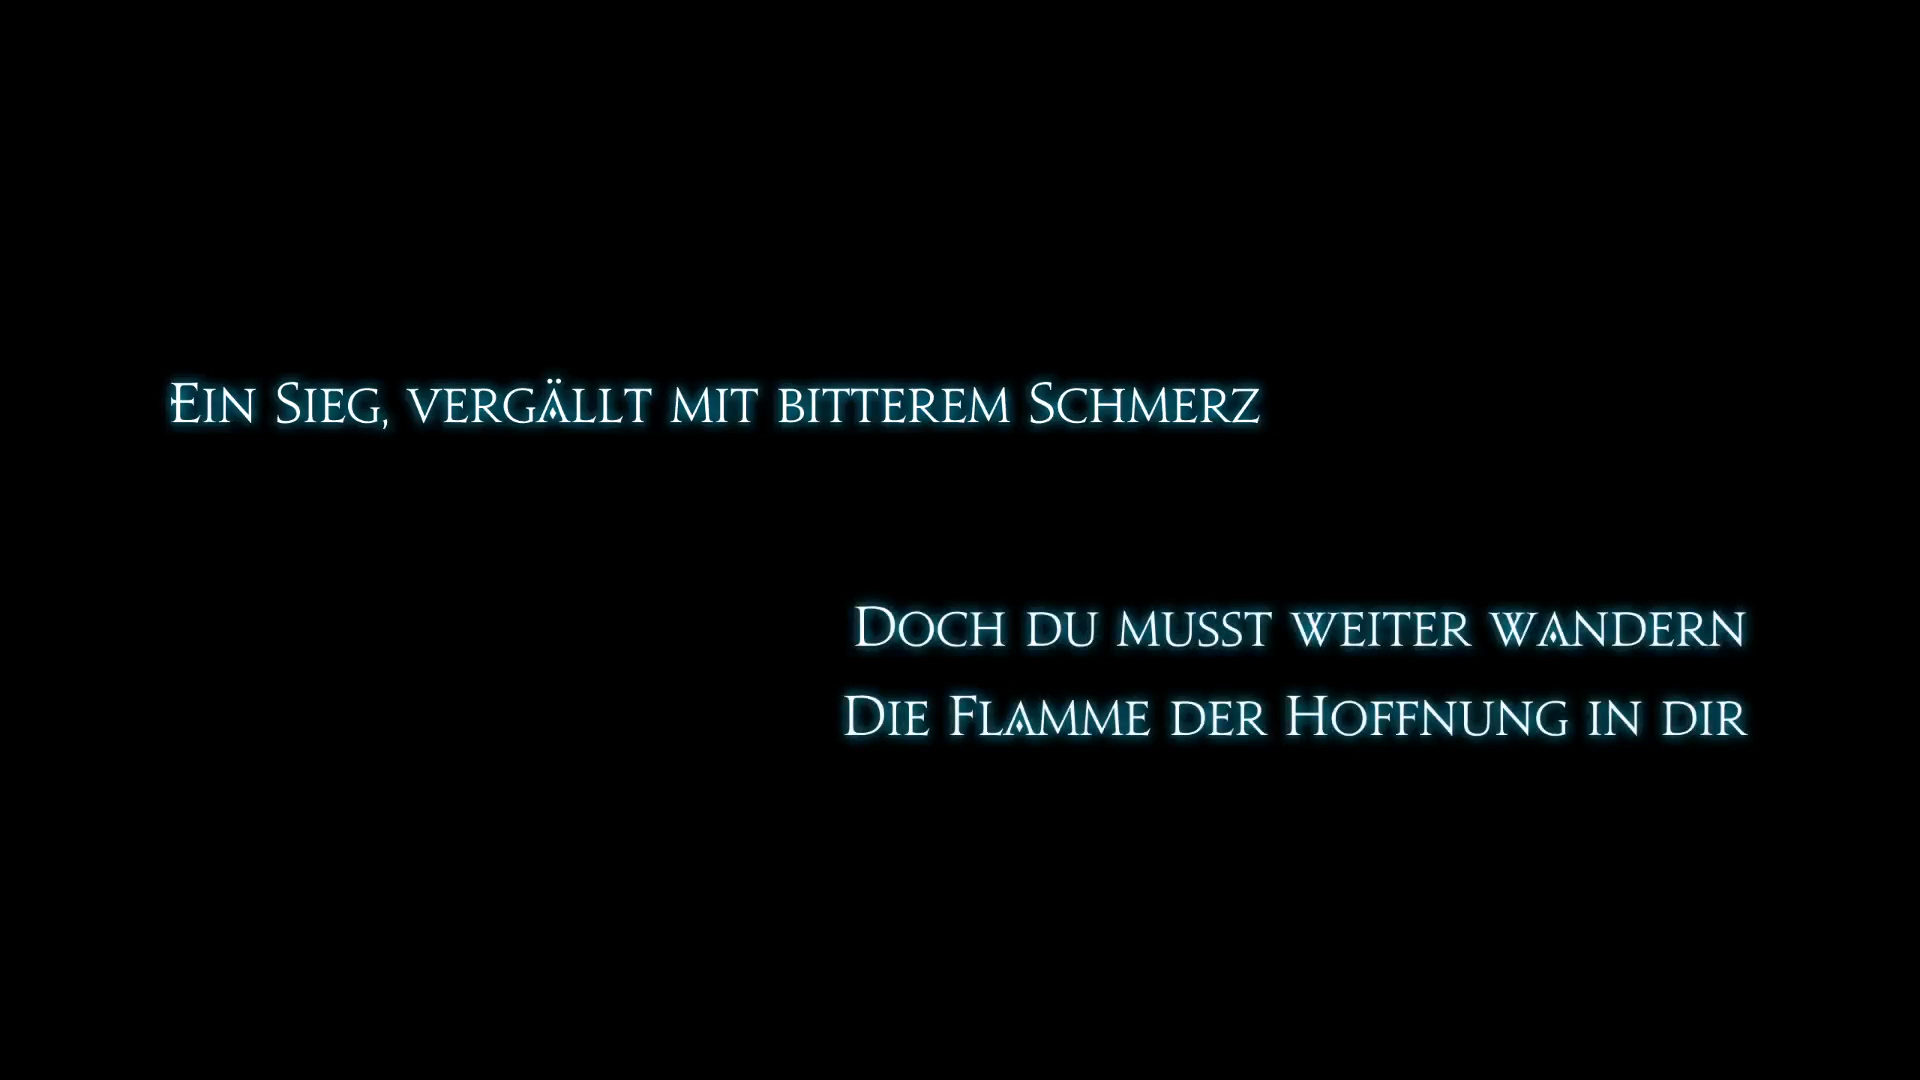 Ein Sieg, vergällt mit bitterem Schmerz
Doch du musst weiter wandern
Die Flamme der Hoffnung in dir